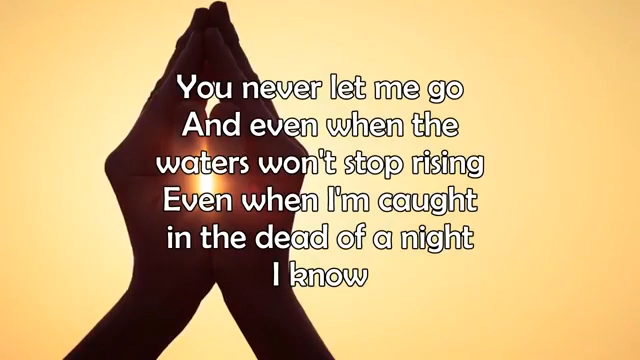 You never let me go
And even when the
waters won't stop rising
Even when I'm caught
in the dead of a night
I know